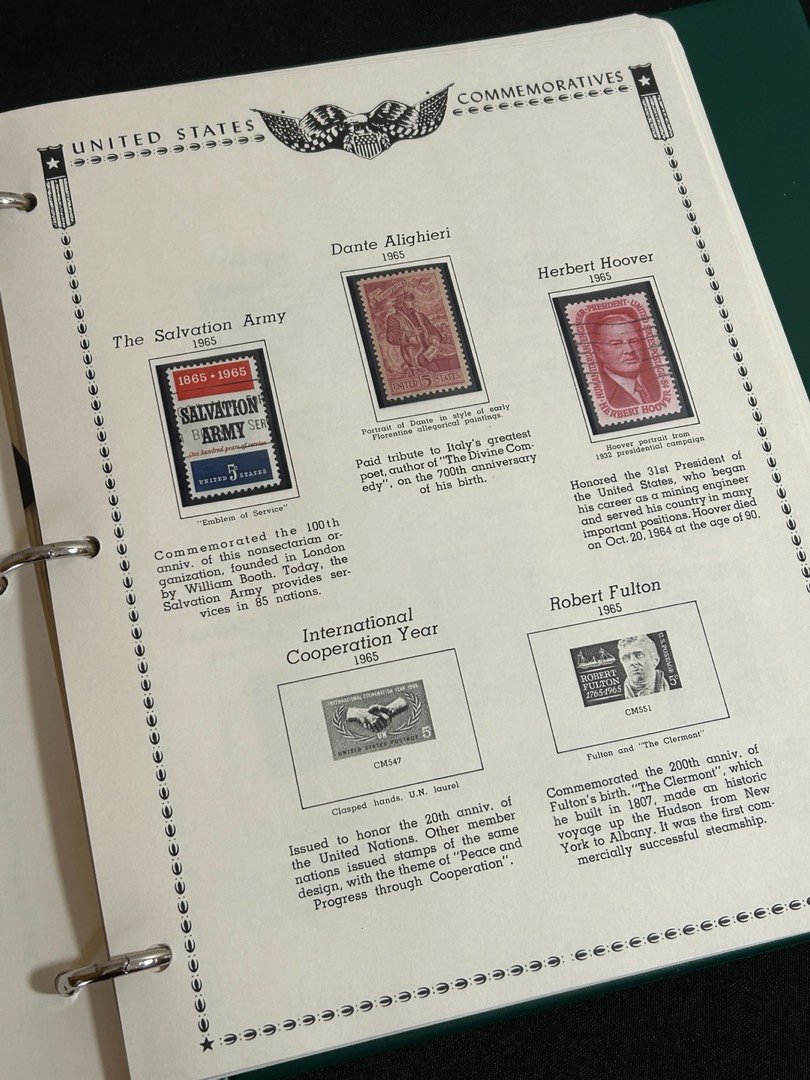 UNITED STATES
COMMEMORATIVES
The Salvation Army
1965
1865 • 1965
SALVATION
ARMY
One hundred years of service
5¢
UNITED STATES
"Emblem of Service"
Commemorated the 100th
anniv. of this nonsectarian or-
ganization, founded in London
by William Booth. Today, the
Salvation Army provides ser-
vices in 85 nations.
Dante Alighieri
1965
UNITED 5 STATES
Portrait of Dante in style of early
Florentine allegorical paintings.
Paid tribute to Italy's greatest
poet, author of "The Divine Com-
edy", on the 700th anniversary
of his birth.
Herbert Hoover
1965
HERBERT HOOVER
Hoover portrait from
1932 presidential campaign
Honored the 31st President of
the United States, who began
his career as a mining engineer
and served his country in many
important positions. Hoover died
on Oct. 20, 1964 at the age of 90.
International
Cooperation Year
1965
INTERNATIONAL COOPERATION YEAR 1965
UN
UNITED STATES POSTAGE 5
CM547
Clasped hands, U.N. laurel
Issued to honor the 20th anniv. of
the United Nations. Other member
nations issued stamps of the same
design, with the theme of "Peace and
Progress through Cooperation".
Robert Fulton
1965
ROBERT
FULTON
1765-1965
U.S. POSTAGE
5¢
CM551
Fulton and "The Clermont"
Commemorated the 200th anniv. of
Fulton's birth. "The Clermont", which
he built in 1807, made an historic
voyage up the Hudson from New
York to Albany. It was the first com-
mercially successful steamship.